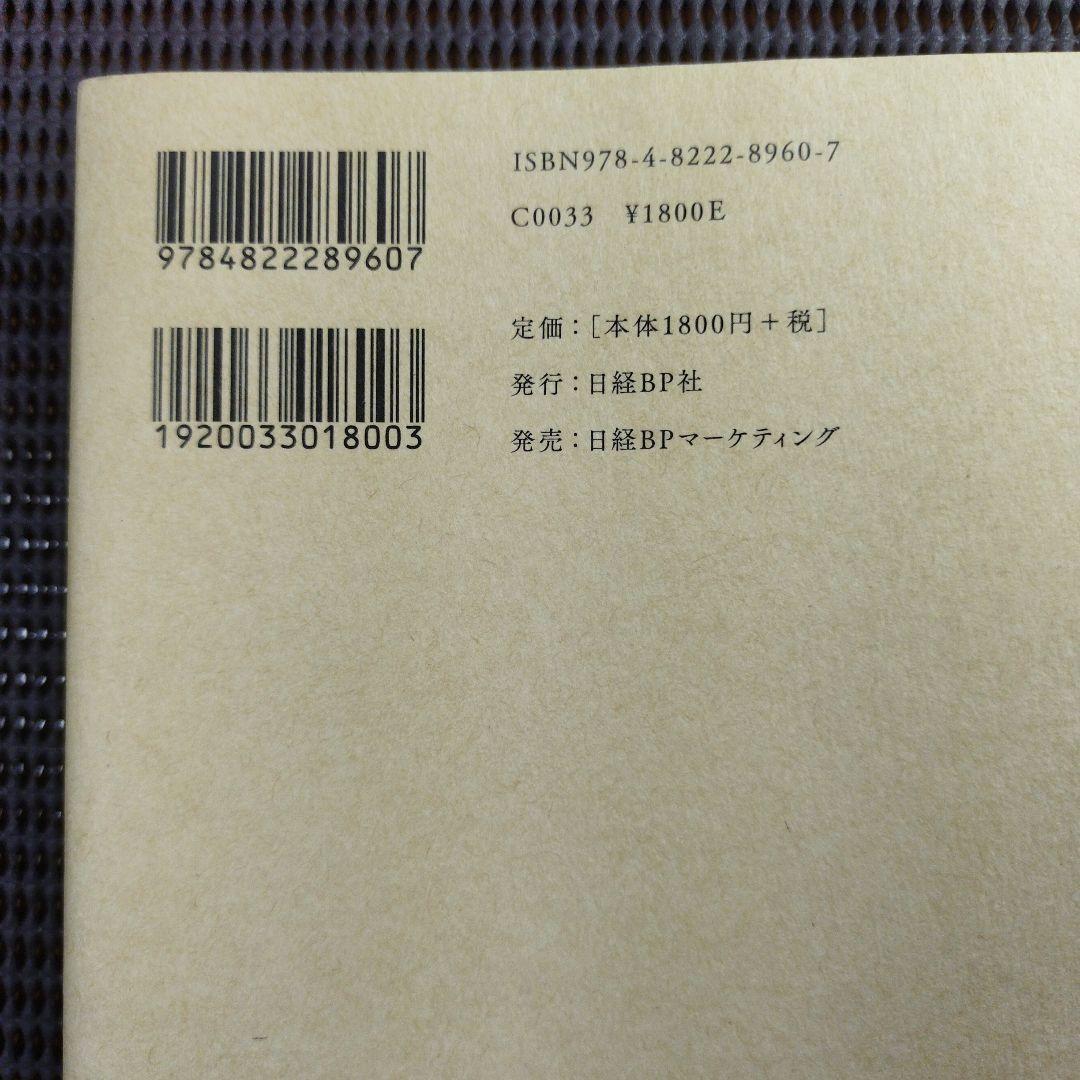 9784822289607
1920033018003
ISBN978-4-8222-8960-7
C0033 ¥1800E
定価：［本体1800円＋税］
発行：日経BP社
発売：日経BPマーケティング